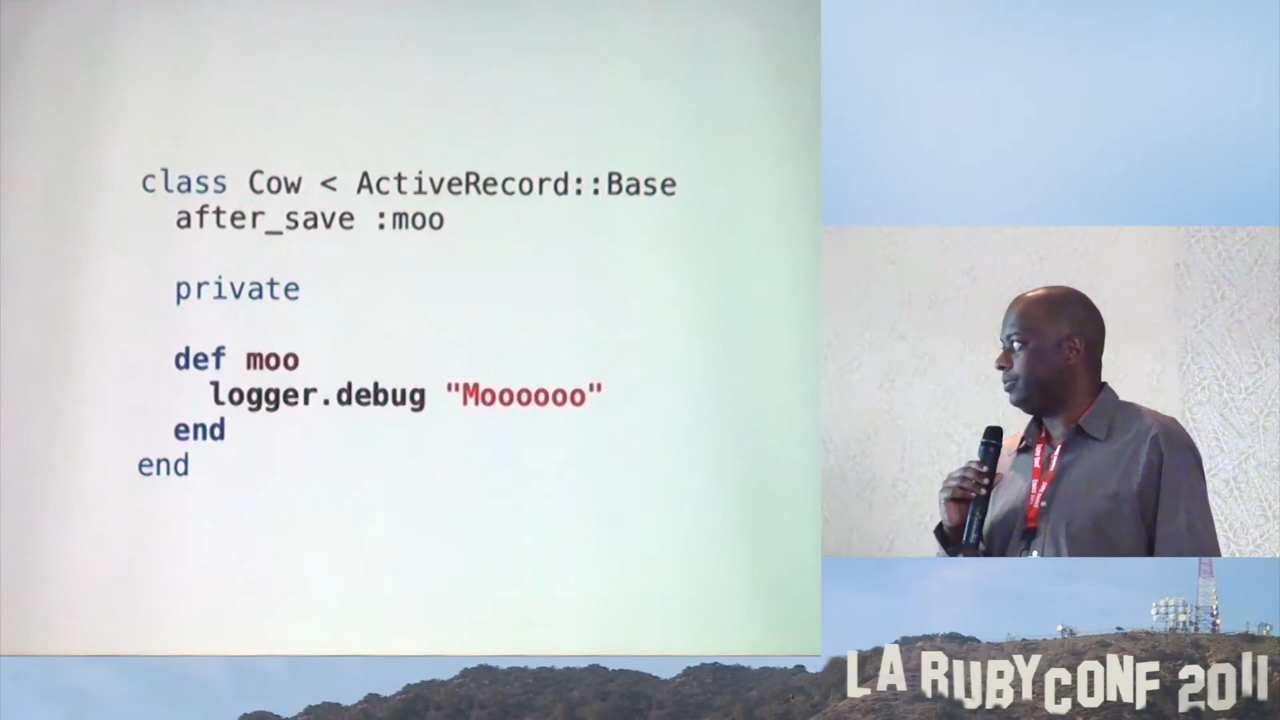 class Cow < ActiveRecord::Base
after_save :moo
private
def moo
logger.debug "Moooooo"
end
end
LA RUBYCONF 2011